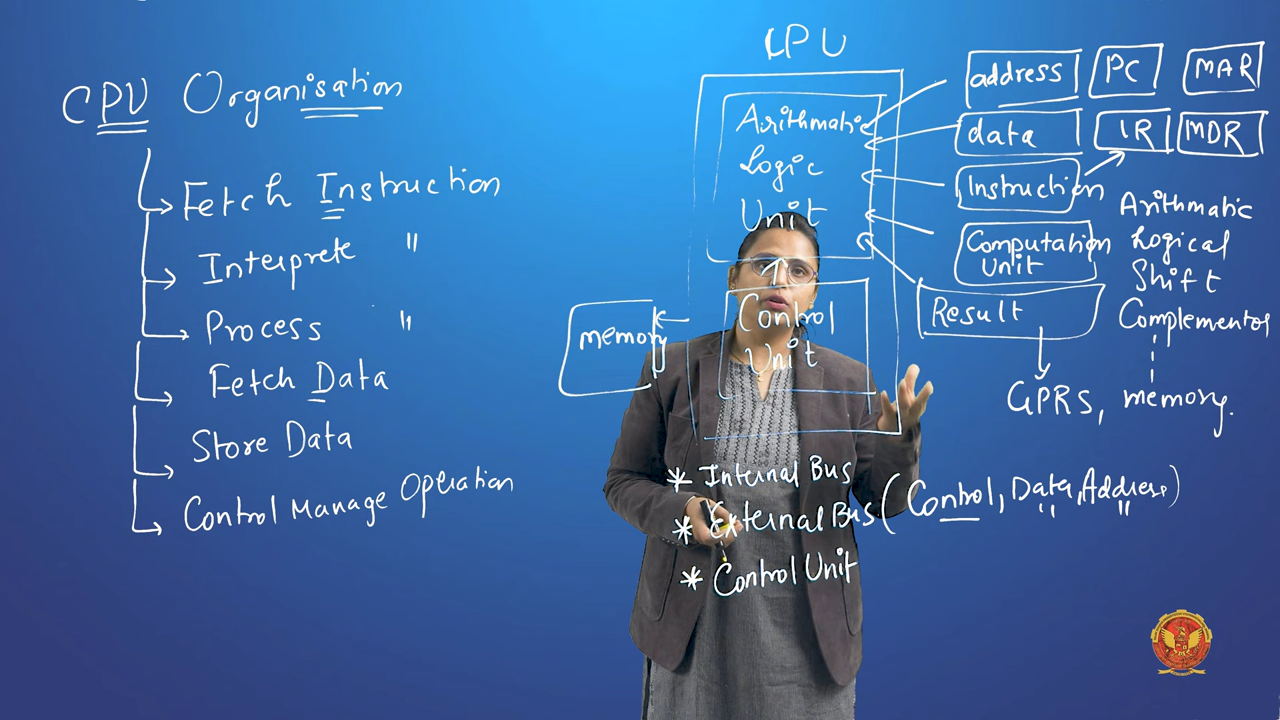 CPU Organisation
Fetch Instruction
Interprete "
Process "
Fetch Data
Store Data
Control Manage Operation
CPU
Arithmatic
Logic
Unit
Control
Unit
memory
address PC MAR
data IR MDR
Instruction
Computation
Unit
Result
Arithmatic
Logical
Shift
Complementor
GPRS, memory.
* Internal Bus
* External Bus (Control, Data, Address)
" "
* Control Unit